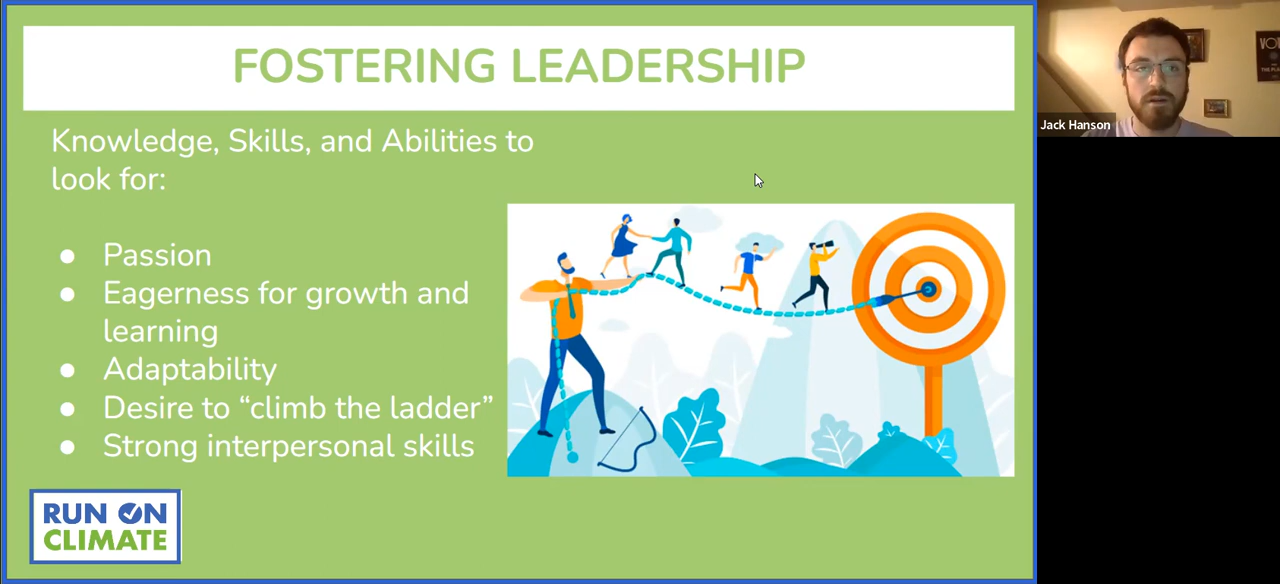 FOSTERING LEADERSHIP
Knowledge, Skills, and Abilities to
look for:
● Passion
● Eagerness for growth and
learning
● Adaptability
● Desire to “climb the ladder”
● Strong interpersonal skills
RUN ON
CLIMATE
Jack Hanson
THE